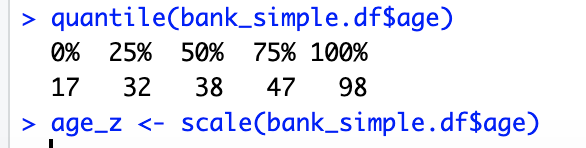 > quantile(bank_simple.df$age)
0% 25% 50% 75% 100%
17 32 38 47 98
> age_z <- scale(bank_simple.df$age)